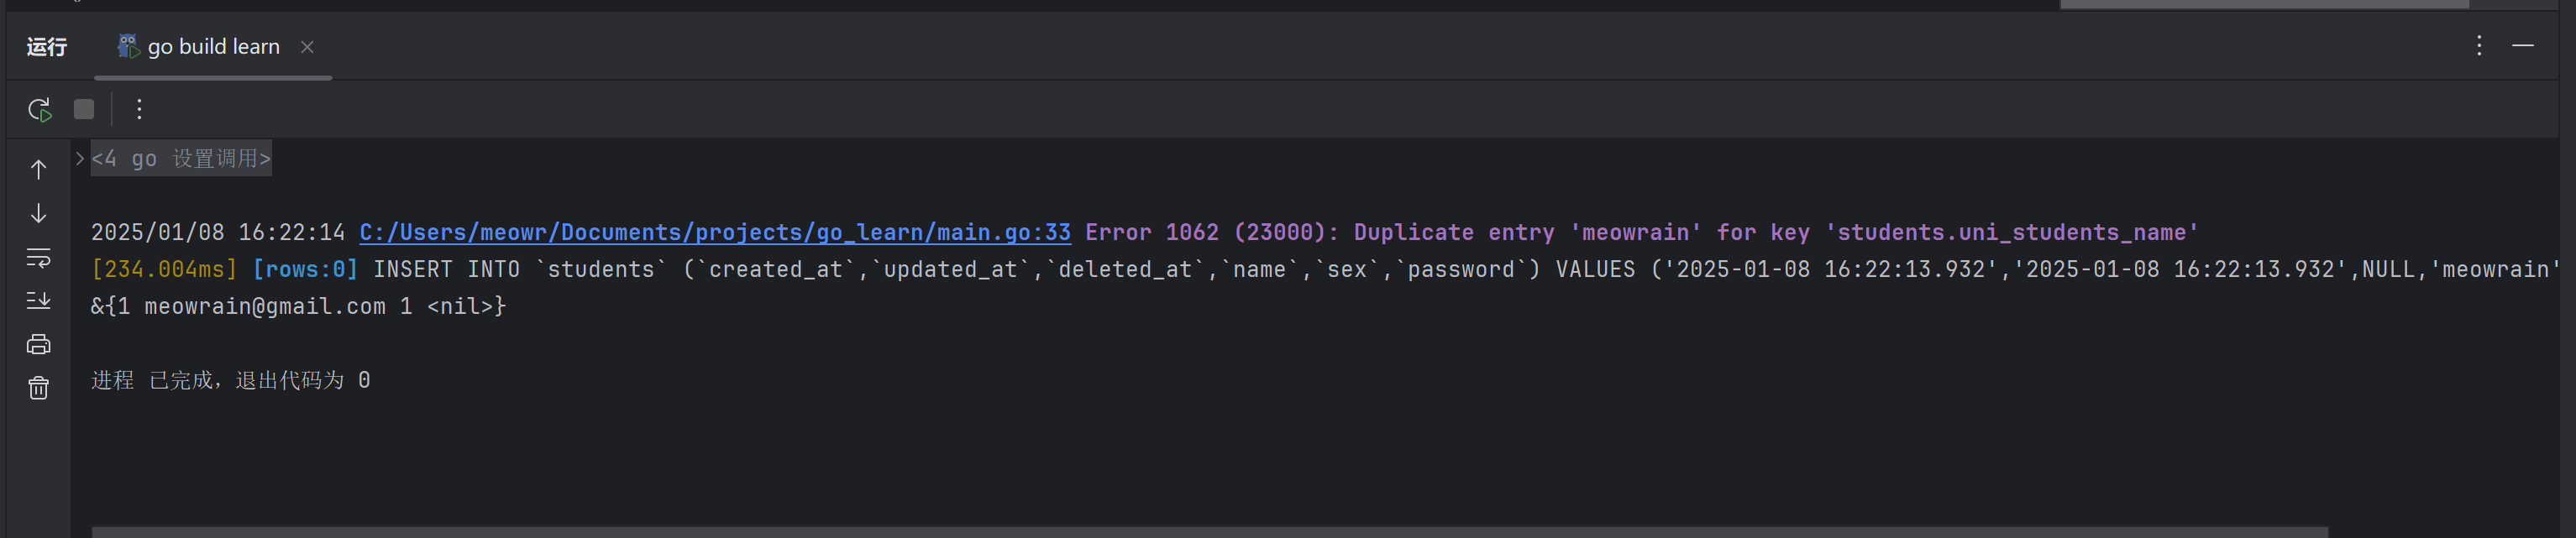 运行 go build learn
<4 go 设置调用>
2025/01/08 16:22:14 C:/Users/meowr/Documents/projects/go_learn/main.go:33 Error 1062 (23000): Duplicate entry 'meowrain' for key 'students.uni_students_name'
[234.004ms] [rows:0] INSERT INTO `students` (`created_at`,`updated_at`,`deleted_at`,`name`,`sex`,`password`) VALUES ('2025-01-08 16:22:13.932','2025-01-08 16:22:13.932',NULL,'meowrain'
&{1 meowrain@gmail.com 1 <nil>}
进程 已完成，退出代码为 0